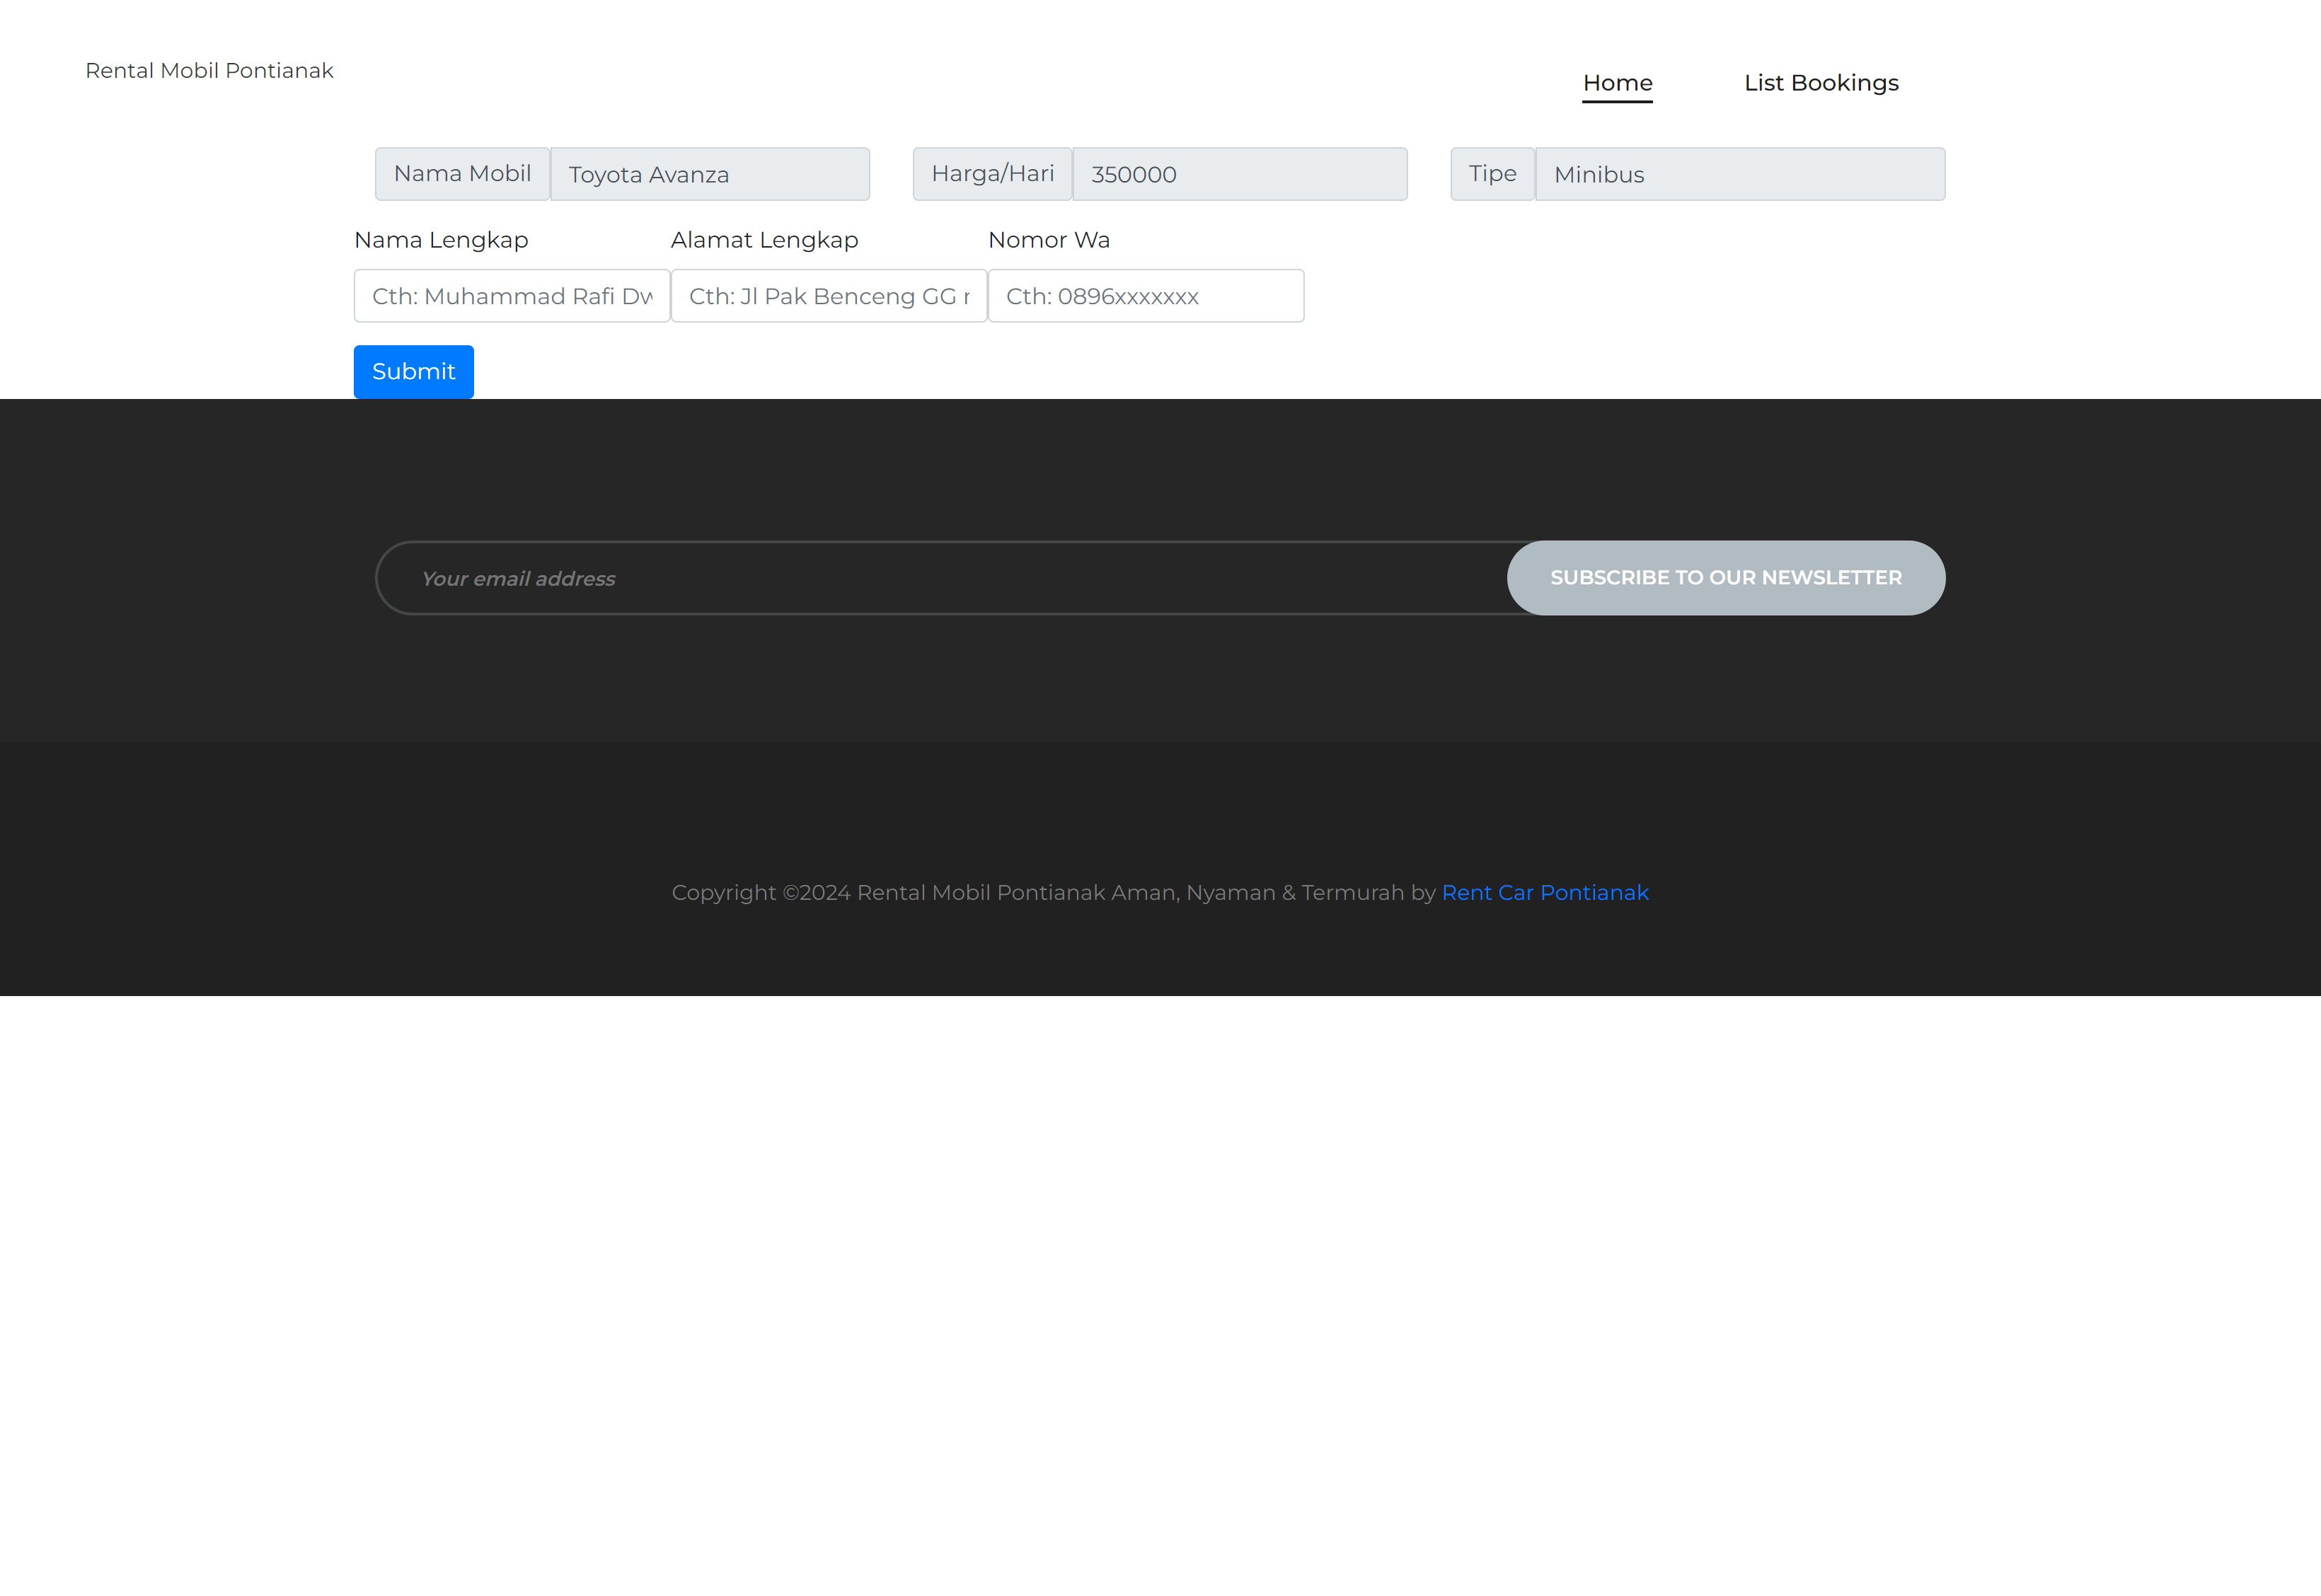 Rental Mobil Pontianak
Home List Bookings
Nama Mobil Toyota Avanza Harga/Hari 350000 Tipe Minibus
Nama Lengkap Alamat Lengkap Nomor Wa
Cth: Muhammad Rafi Cth: Jl Pak Benceng GG Cth: 0896xxxxxxx
Submit
Your email address SUBSCRIBE TO OUR NEWSLETTER
Copyright ©2024 Rental Mobil Pontianak Aman, Nyaman & Termurah by Rent Car Pontianak